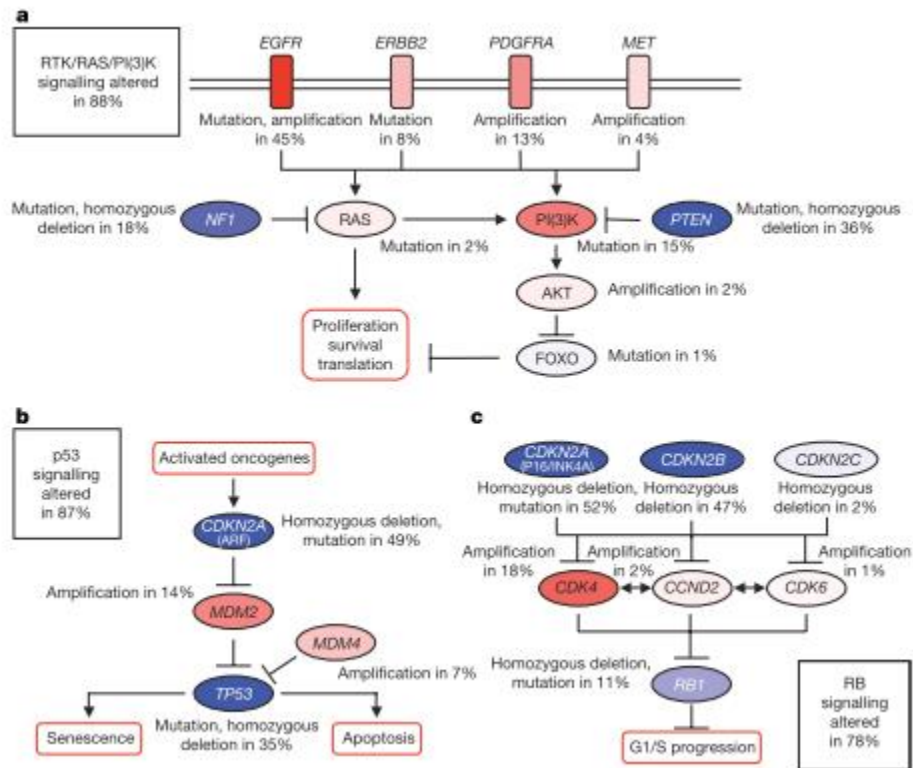 a
RTK/RAS/PI(3)K
signalling altered
in 88%
EGFR
ERBB2
PDGFRA
MET
Mutation, amplification
in 45%
Mutation
in 8%
Amplification
in 13%
Amplification
in 4%
Mutation, homozygous
deletion in 18%
NF1
RAS
Mutation in 2%
PI(3)K
Mutation in 15%
PTEN
Mutation, homozygous
deletion in 36%
AKT
Amplification in 2%
Proliferation
survival
translation
FOXO
Mutation in 1%
b
p53
signalling
altered
in 87%
Activated oncogenes
CDKN2A
(ARF)
Homozygous deletion,
mutation in 49%
Amplification in 14%
MDM2
MDM4
Amplification in 7%
TP53
Senescence
Mutation, homozygous
deletion in 35%
Apoptosis
c
CDKN2A
(P16/INK4A)
CDKN2B
CDKN2C
Homozygous deletion,
mutation in 52%
Homozygous
deletion in 47%
Homozygous
deletion in 2%
Amplification
in 18%
Amplification
in 2%
Amplification
in 1%
CDK4
CCND2
CDK6
Homozygous deletion,
mutation in 11%
RB1
G1/S progression
RB
signalling
altered
in 78%